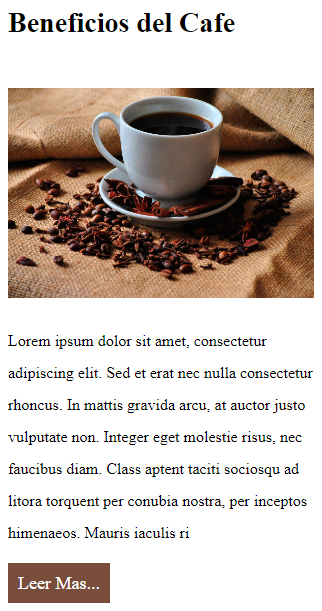 Beneficios del Cafe
Lorem ipsum dolor sit amet, consectetur
adipiscing elit. Sed et erat nec nulla consectetur
rhoncus. In mattis gravida arcu, at auctor justo
vulputate non. Integer eget molestie risus, nec
faucibus diam. Class aptent taciti sociosqu ad
litora torquent per conubia nostra, per inceptos
himenaeos. Mauris iaculis ri
Leer Mas...